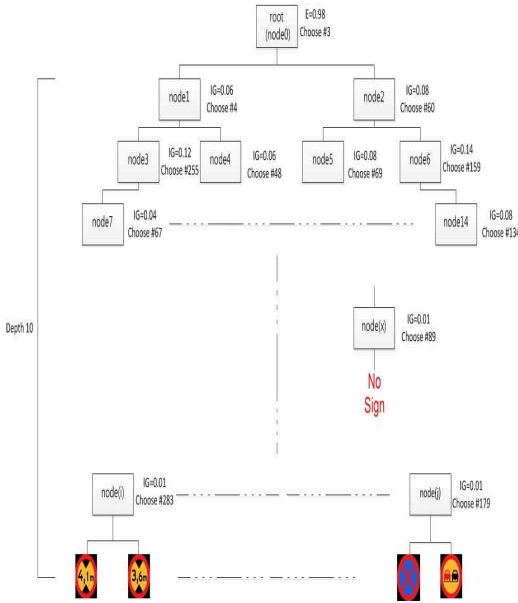 root
(node0)
E=0.98
Choose #3
node1
IG=0.06
Choose #4
node2
IG=0.08
Choose #60
node3
IG=0.12
Choose #255
node4
IG=0.06
Choose #48
node5
IG=0.08
Choose #69
node6
IG=0.14
Choose #159
node7
IG=0.04
Choose #67
node14
IG=0.08
Choose #134
Depth 10
node(x)
IG=0.01
Choose #89
No
Sign
node(i)
IG=0.01
Choose #283
node(j)
IG=0.01
Choose #179
4,1m
3,6m